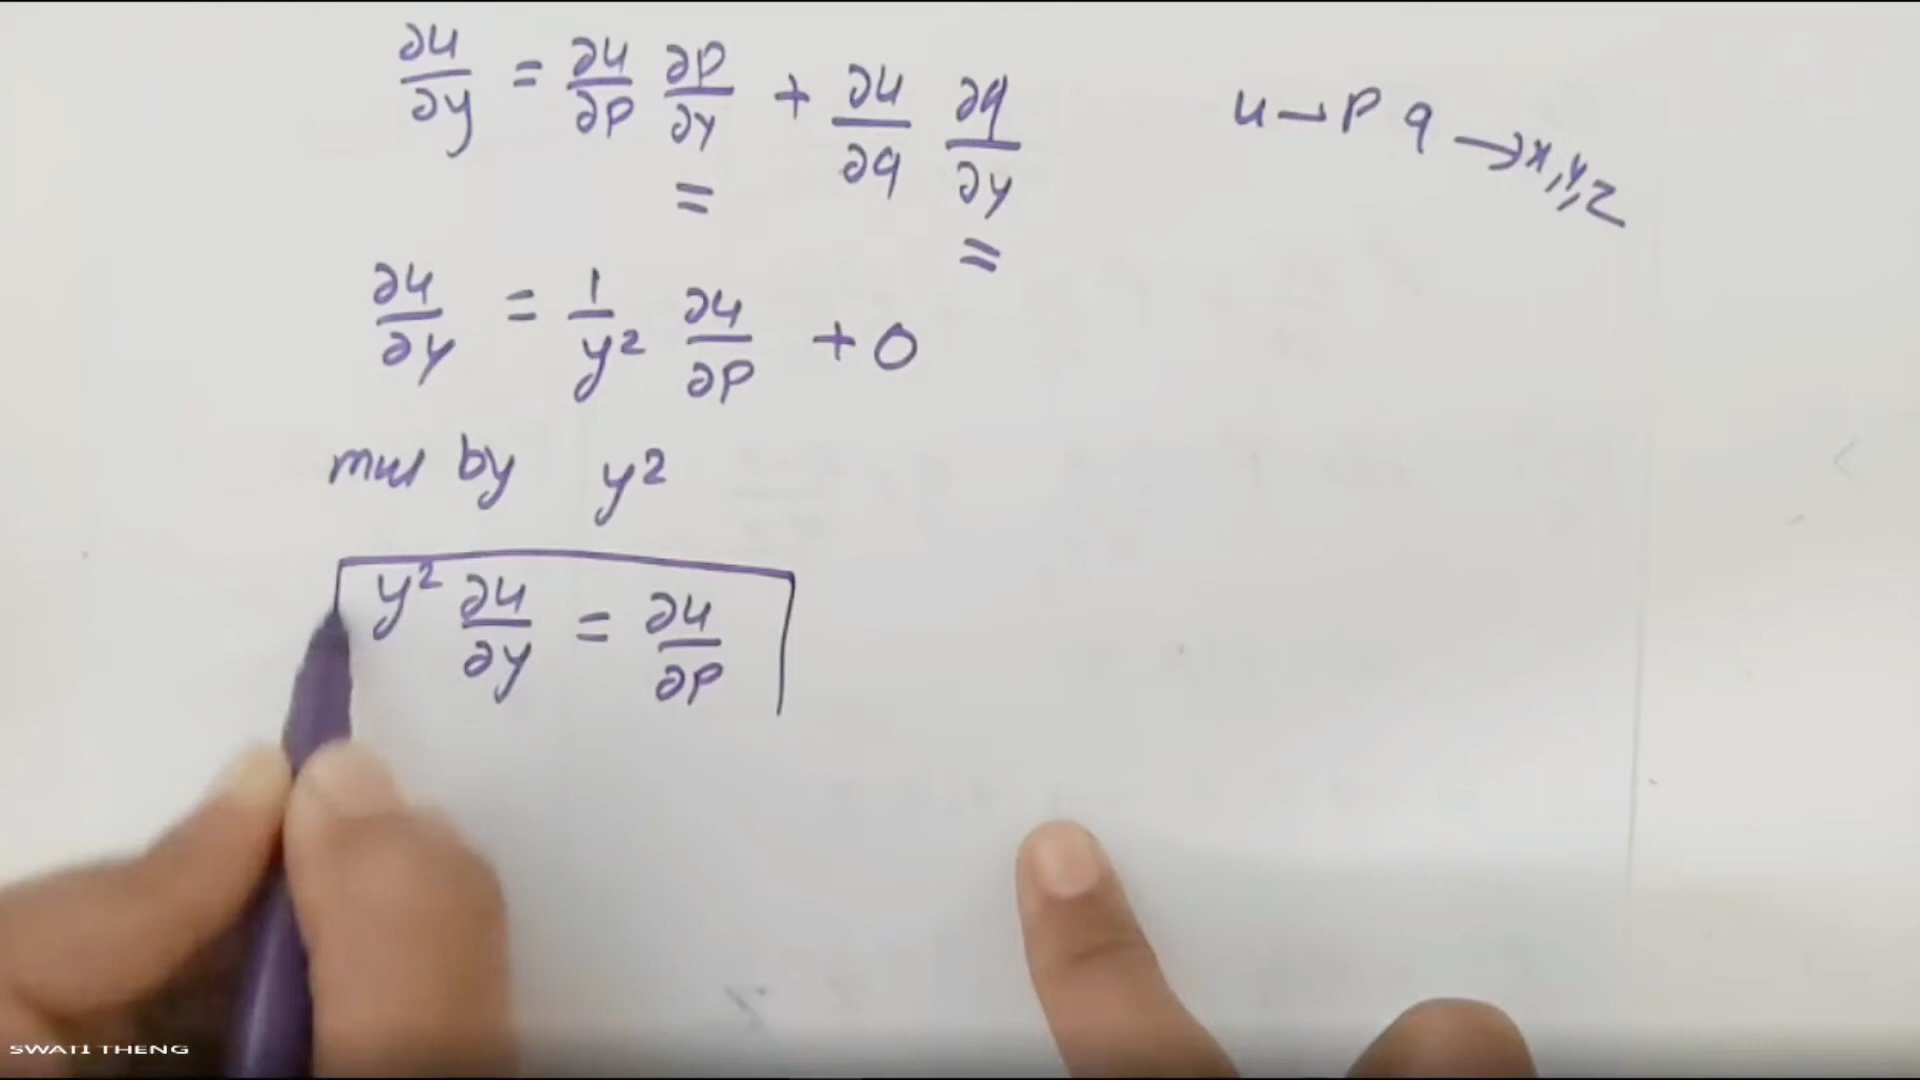 ∂u/∂y = ∂u/∂p ∂p/∂y + ∂u/∂q ∂q/∂y
u → p q → x, y, z
= =
∂u/∂y = 1/y² ∂u/∂p + 0
mul by y²
y² ∂u/∂y = ∂u/∂p
SWATI THENG